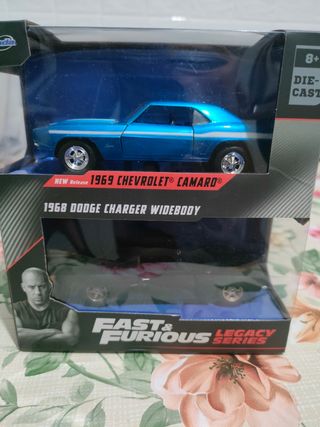 8+
DIE-
CAST
NEW Release 1969 CHEVROLET® CAMARO®
1968 DODGE CHARGER WIDEBODY
FAST & FURIOUS
LEGACY
SERIES